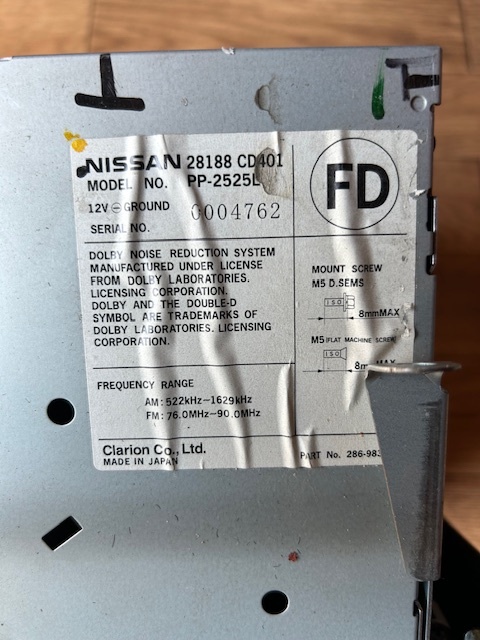 NISSAN 28188 CD401
MODEL NO. PP-2525L
12V ⊖ GROUND
SERIAL NO. 0004762
FD
DOLBY NOISE REDUCTION SYSTEM
MANUFACTURED UNDER LICENSE
FROM DOLBY LABORATORIES.
LICENSING CORPORATION.
DOLBY AND THE DOUBLE-D
SYMBOL ARE TRADEMARKS OF
DOLBY LABORATORIES. LICENSING
CORPORATION.
MOUNT SCREW
M5 D.SEMS
ISO
8mmMAX
M5 (FLAT MACHINE SCREW)
ISO
MAX
FREQUENCY RANGE
AM: 522kHz~1629kHz
FM: 76.0MHz~90.0MHz
Clarion Co., Ltd.
MADE IN JAPAN
PART No.